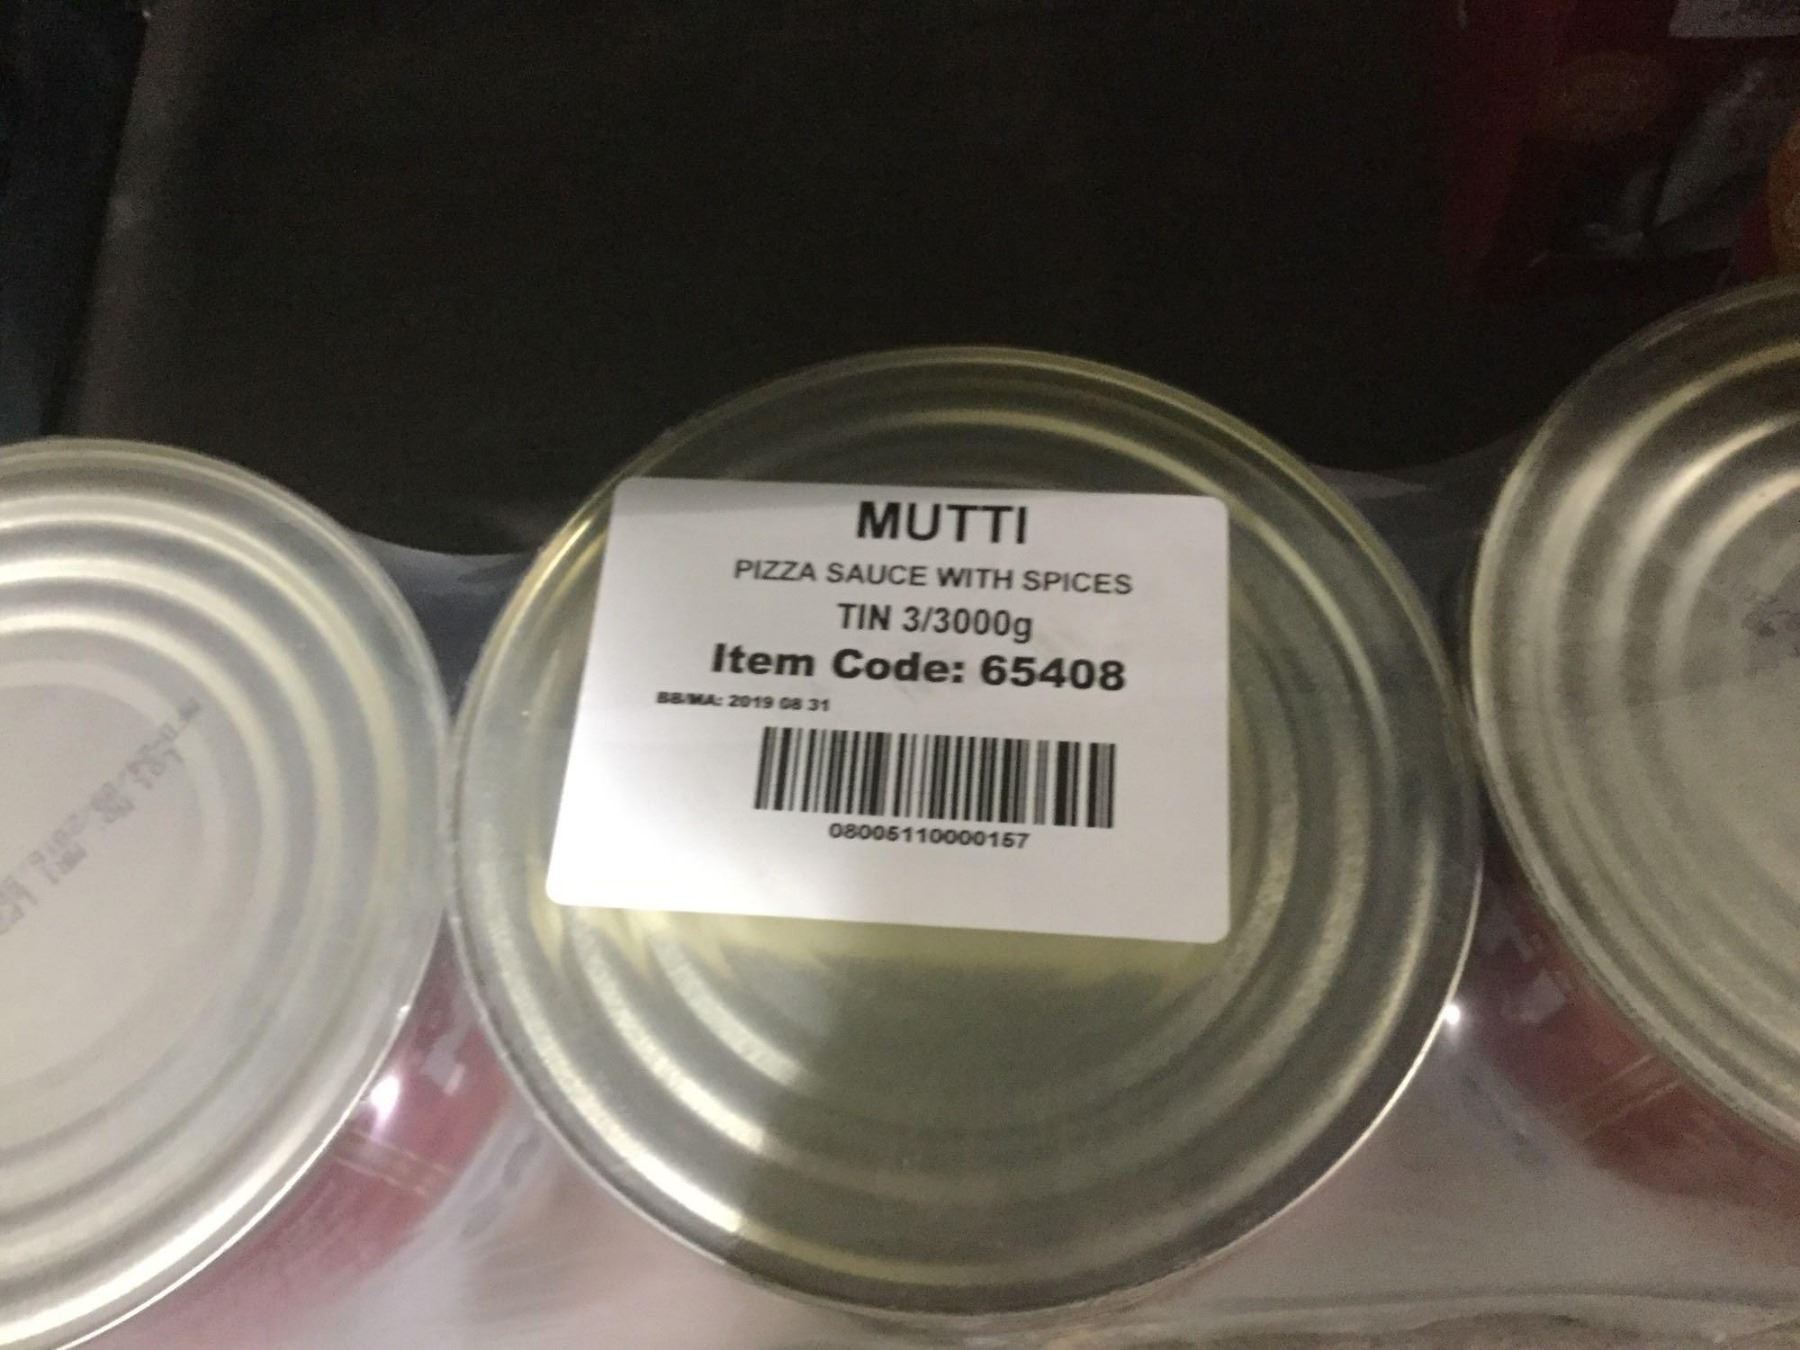 MUTTI
PIZZA SAUCE WITH SPICES
TIN 3/3000g
Item Code: 65408
BB/MA: 2019 08 31
08005110000157